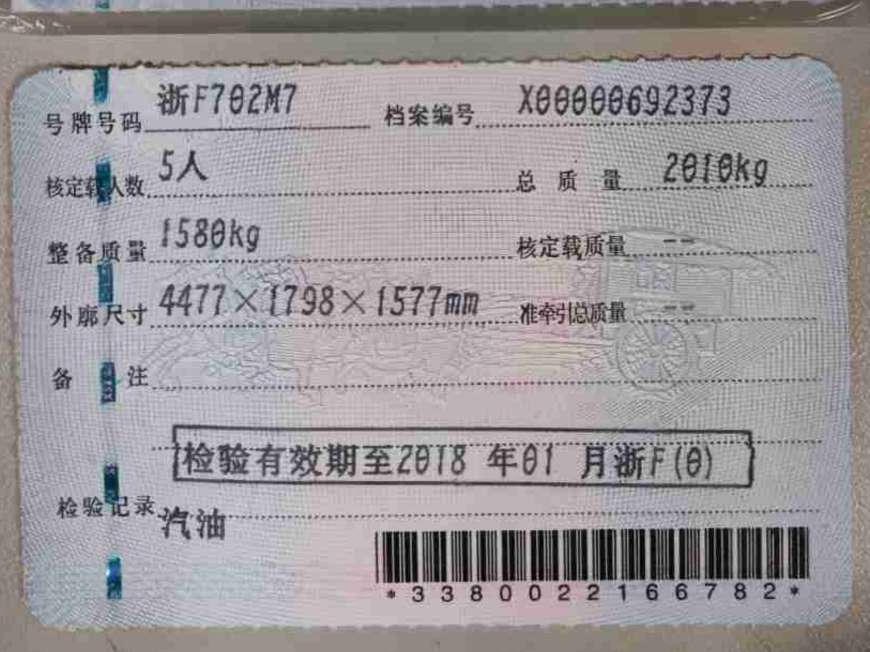 号牌号码 浙F702M7 档案编号 X00000692373
核定载人数 5人 总质量 2010kg
整备质量 1580kg 核定载质量 --
外廓尺寸 4477×1798×1577mm 准牵引总质量 --
备注
检验有效期至2018 年01 月浙F(0)
检验记录
汽油
*3380022166782*